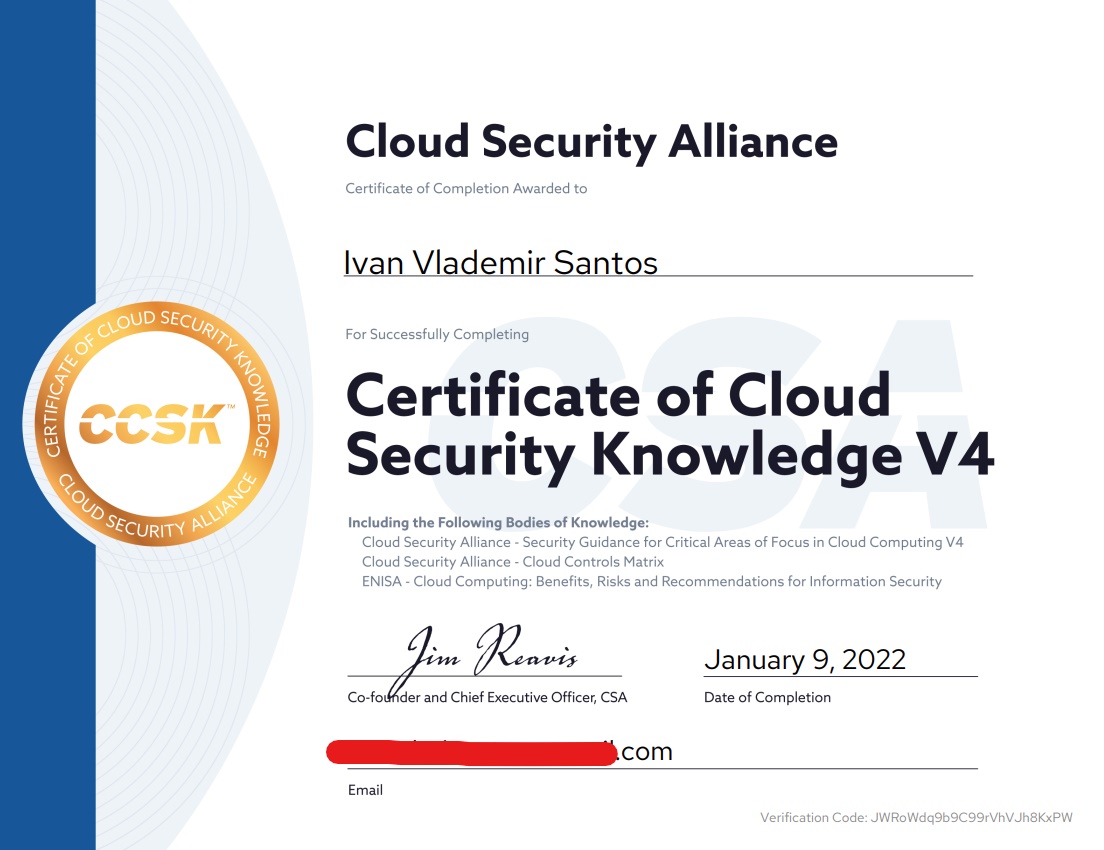 Cloud Security Alliance
Certificate of Completion Awarded to
Ivan Vlademir Santos
For Successfully Completing
CSA
Certificate of Cloud
Security Knowledge V4
CERTIFICATE OF CLOUD SECURITY KNOWLEDGE
CCSK™
CLOUD SECURITY ALLIANCE
Including the Following Bodies of Knowledge:
Cloud Security Alliance - Security Guidance for Critical Areas of Focus in Cloud Computing V4
Cloud Security Alliance - Cloud Controls Matrix
ENISA - Cloud Computing: Benefits, Risks and Recommendations for Information Security
Jim Reavis
January 9, 2022
Co-founder and Chief Executive Officer, CSA
Date of Completion
.com
Email
Verification Code: JWRoWdq9b9C99rVhVJh8KxPW